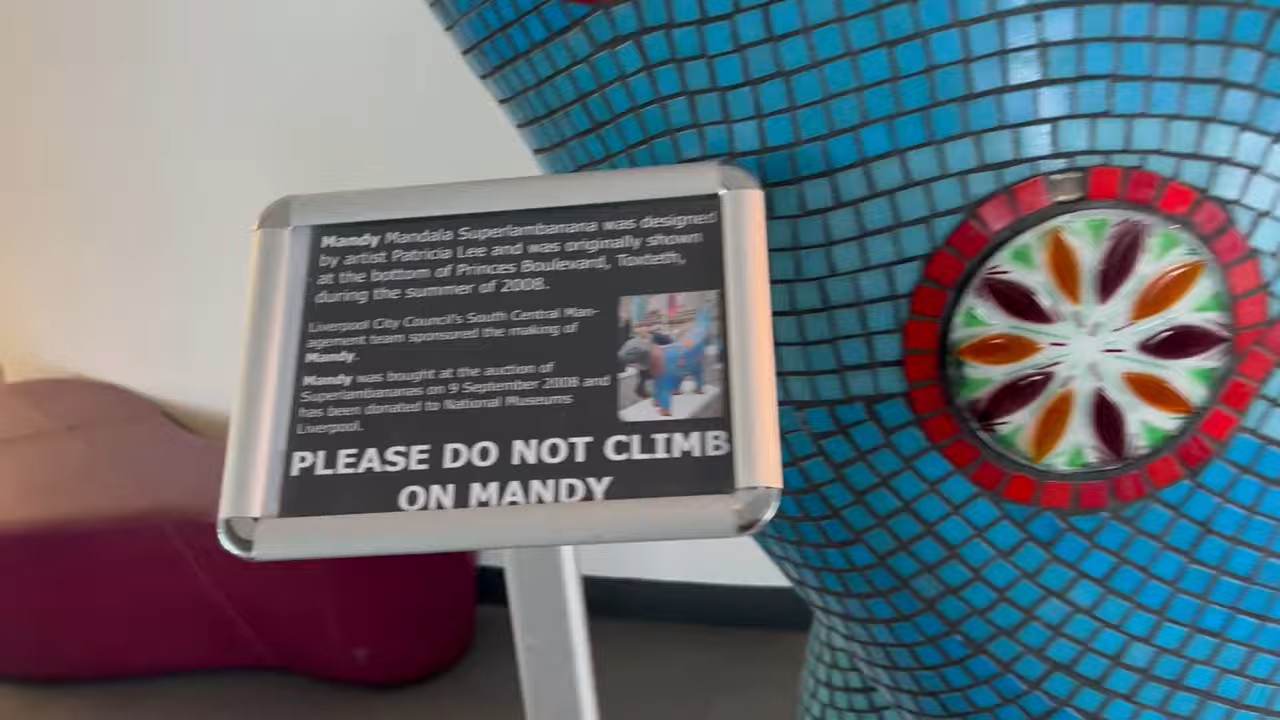 Mandy Mandala Superlambanana was designed
by artist Patricia Lee and was originally shown
at the bottom of Princes Boulevard, Toxteth,
during the summer of 2008.
Liverpool City Council's South Central Man-
agement team sponsored the making of
Mandy.
Mandy was bought at the auction of
Superlambananas on 9 September 2008 and
has been donated to National Museums
Liverpool.
PLEASE DO NOT CLIMB
ON MANDY